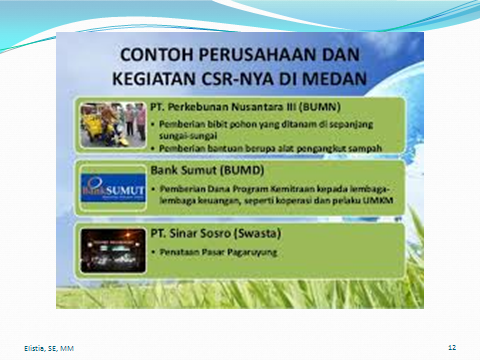 CONTOH PERUSAHAAN DAN
KEGIATAN CSR-NYA DI MEDAN
PT. Perkebunan Nusantara III (BUMN)
• Pemberian bibit pohon yang ditanam di sepanjang
sungai-sungai
• Pemberian bantuan berupa alat pengangkut sampah
BankSUMUT
Bank Sumut (BUMD)
• Pemberian Dana Program Kemitraan kepada lembaga-
lembaga keuangan, seperti koperasi dan pelaku UMKM
PT. Sinar Sosro (Swasta)
• Penataan Pasar Pagaruyung
Elistia, SE, MM
12